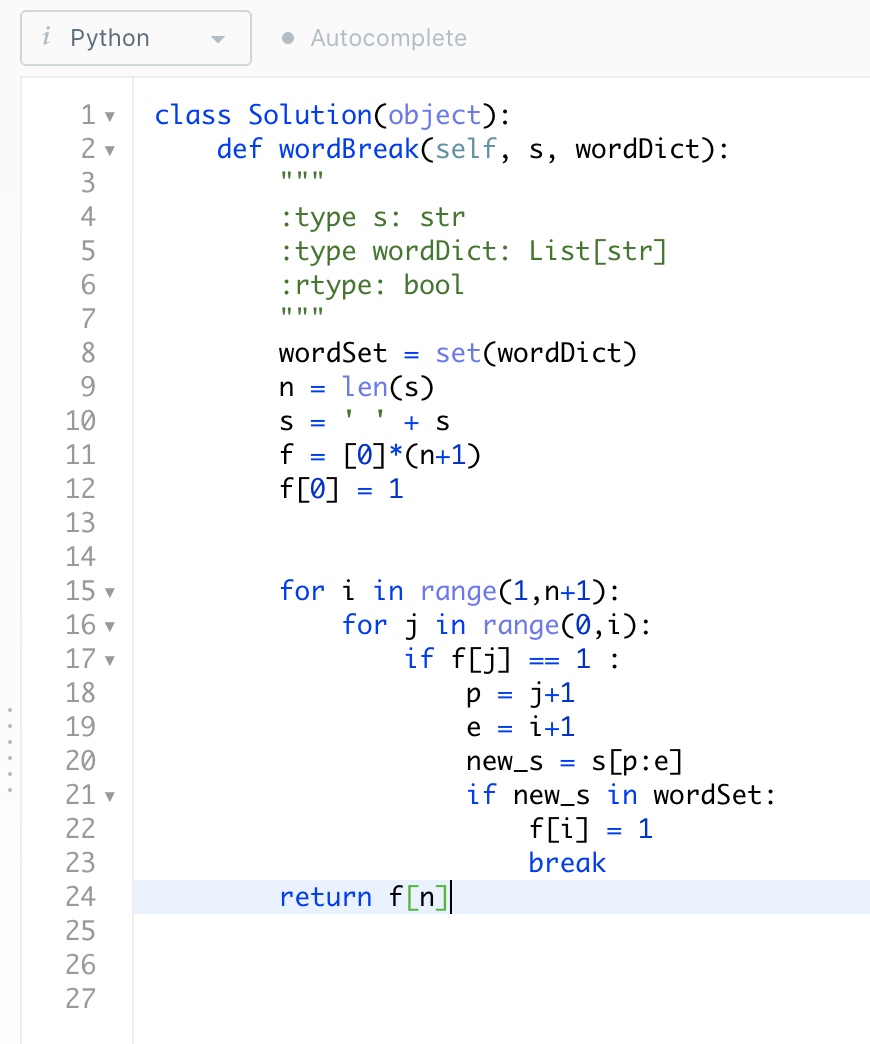 i Python
Autocomplete
1 class Solution(object):
2     def wordBreak(self, s, wordDict):
3         """
4         :type s: str
5         :type wordDict: List[str]
6         :rtype: bool
7         """
8         wordSet = set(wordDict)
9         n = len(s)
10         s = ' ' + s
11         f = [0]*(n+1)
12         f[0] = 1
13
14
15         for i in range(1,n+1):
16             for j in range(0,i):
17                 if f[j] == 1 :
18                     p = j+1
19                     e = i+1
20                     new_s = s[p:e]
21                     if new_s in wordSet:
22                         f[i] = 1
23                         break
24         return f[n]
25
26
27